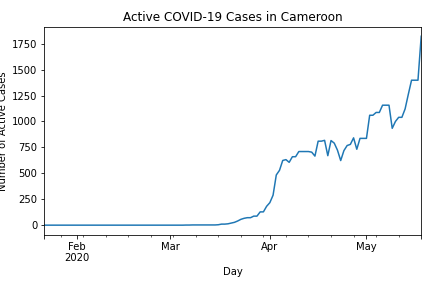 Active COVID-19 Cases in Cameroon
Number of Active Cases
1750
1500
1250
1000
750
500
250
0
Feb
2020
Mar
Apr
May
Day